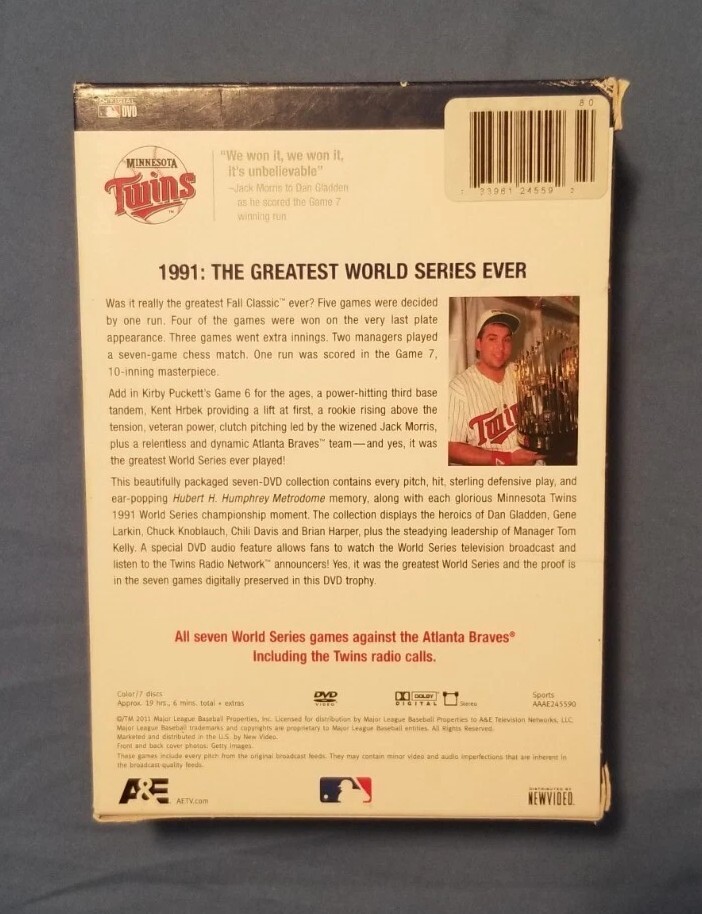 OFFICIAL
DVD
80
33961 24559 2
MINNESOTA
Twins
TM
"We won it, we won it,
it's unbelievable"
–Jack Morris to Dan Gladden
as he scored the Game 7
winning run
1991: THE GREATEST WORLD SERIES EVER
Was it really the greatest Fall Classic™ ever? Five games were decided
by one run. Four of the games were won on the very last plate
appearance. Three games went extra innings. Two managers played
a seven-game chess match. One run was scored in the Game 7,
10-inning masterpiece.
Add in Kirby Puckett's Game 6 for the ages, a power-hitting third base
tandem, Kent Hrbek providing a lift at first, a rookie rising above the
tension, veteran power, clutch pitching led by the wizened Jack Morris,
plus a relentless and dynamic Atlanta Braves™ team—and yes, it was
the greatest World Series ever played!
Twin
This beautifully packaged seven-DVD collection contains every pitch, hit, sterling defensive play, and
ear-popping Hubert H. Humphrey Metrodome memory, along with each glorious Minnesota Twins
1991 World Series championship moment. The collection displays the heroics of Dan Gladden, Gene
Larkin, Chuck Knoblauch, Chili Davis and Brian Harper, plus the steadying leadership of Manager Tom
Kelly. A special DVD audio feature allows fans to watch the World Series television broadcast and
listen to the Twins Radio Network™ announcers! Yes, it was the greatest World Series and the proof is
in the seven games digitally preserved in this DVD trophy.
All seven World Series games against the Atlanta Braves®
Including the Twins radio calls.
Color/7 discs
Approx. 19 hrs., 6 mins. total + extras
DVD
VIDEO
DOLBY
DIGITAL
Stereo
Sports
AAAE245590
©/TM 2011 Major League Baseball Properties, Inc. Licensed for distribution by Major League Baseball Properties to A&E Television Networks, LLC.
Major League Baseball trademarks and copyrights are proprietary to Major League Baseball entities. All Rights Reserved.
Marketed and distributed in the U.S. by New Video.
Front and back cover photos: Getty Images.
These games include every pitch from the original broadcast feeds. They may contain minor video and audio imperfections that are inherent in
the broadcast-quality feeds.
A&E
AETV.com
DISTRIBUTED BY
NEWVIDEO